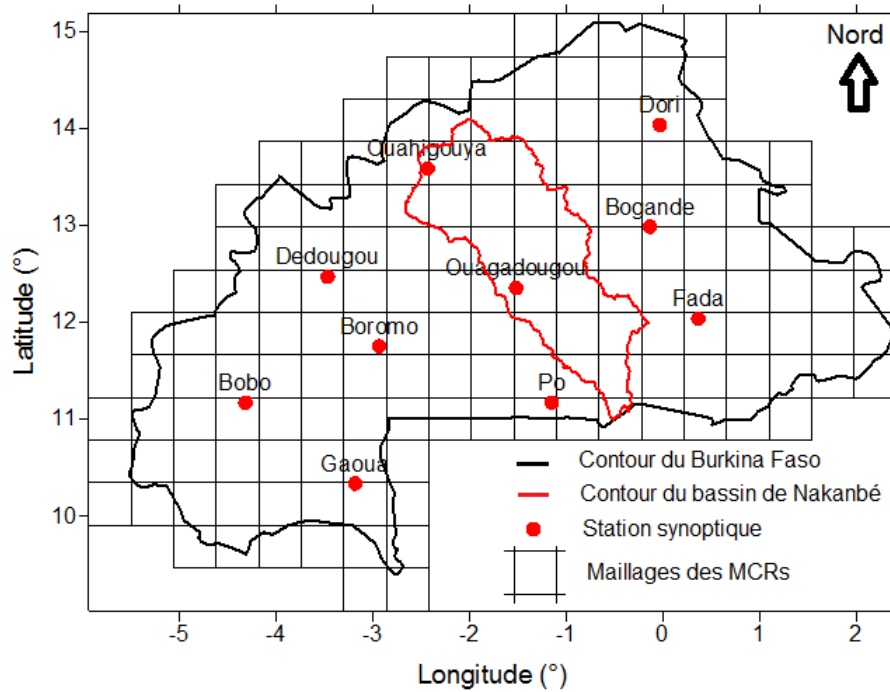 Nord
Dori
Ouahigouya
Bogande
Dedougou
Ouagadougou
Fada
Boromo
Bobo
Po
Gaoua
Contour du Burkina Faso
Contour du bassin de Nakanbé
Station synoptique
Maillages des MCRs
15
14
13
12
11
10
Latitude (°)
-5 -4 -3 -2 -1 0 1 2
Longitude (°)